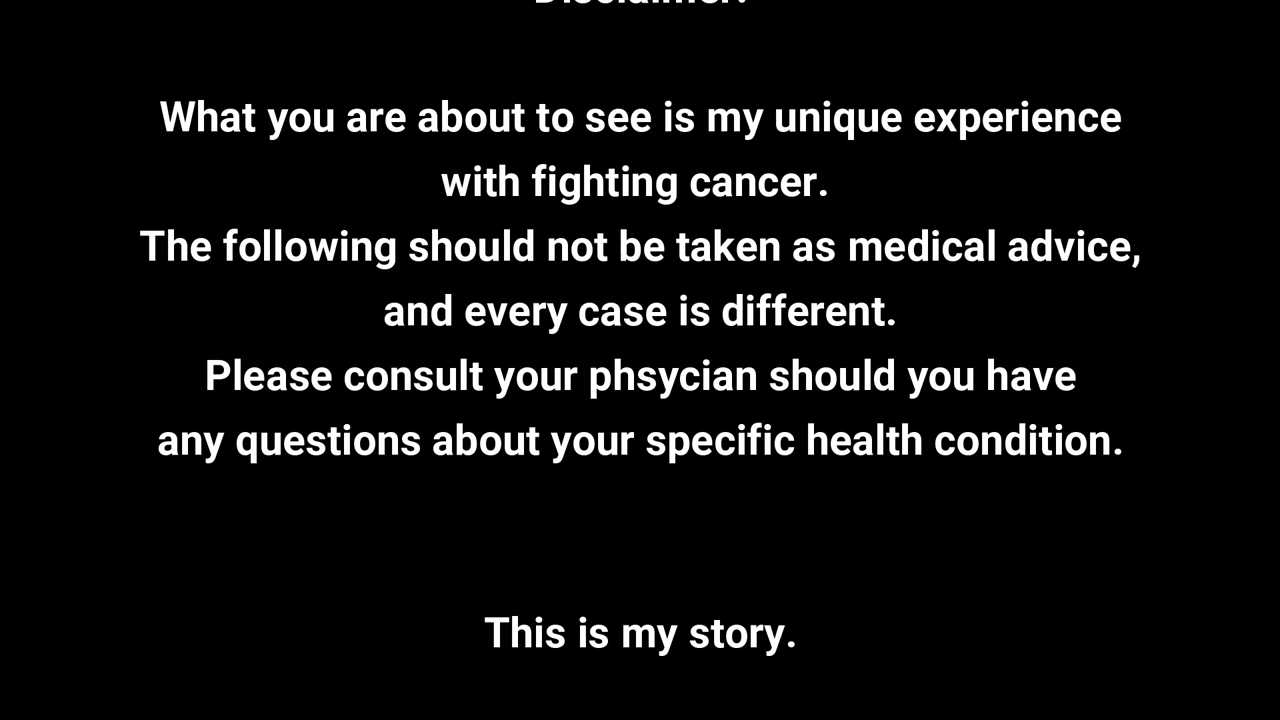 Disclaimer:
What you are about to see is my unique experience
with fighting cancer.
The following should not be taken as medical advice,
and every case is different.
Please consult your phsycian should you have
any questions about your specific health condition.
This is my story.